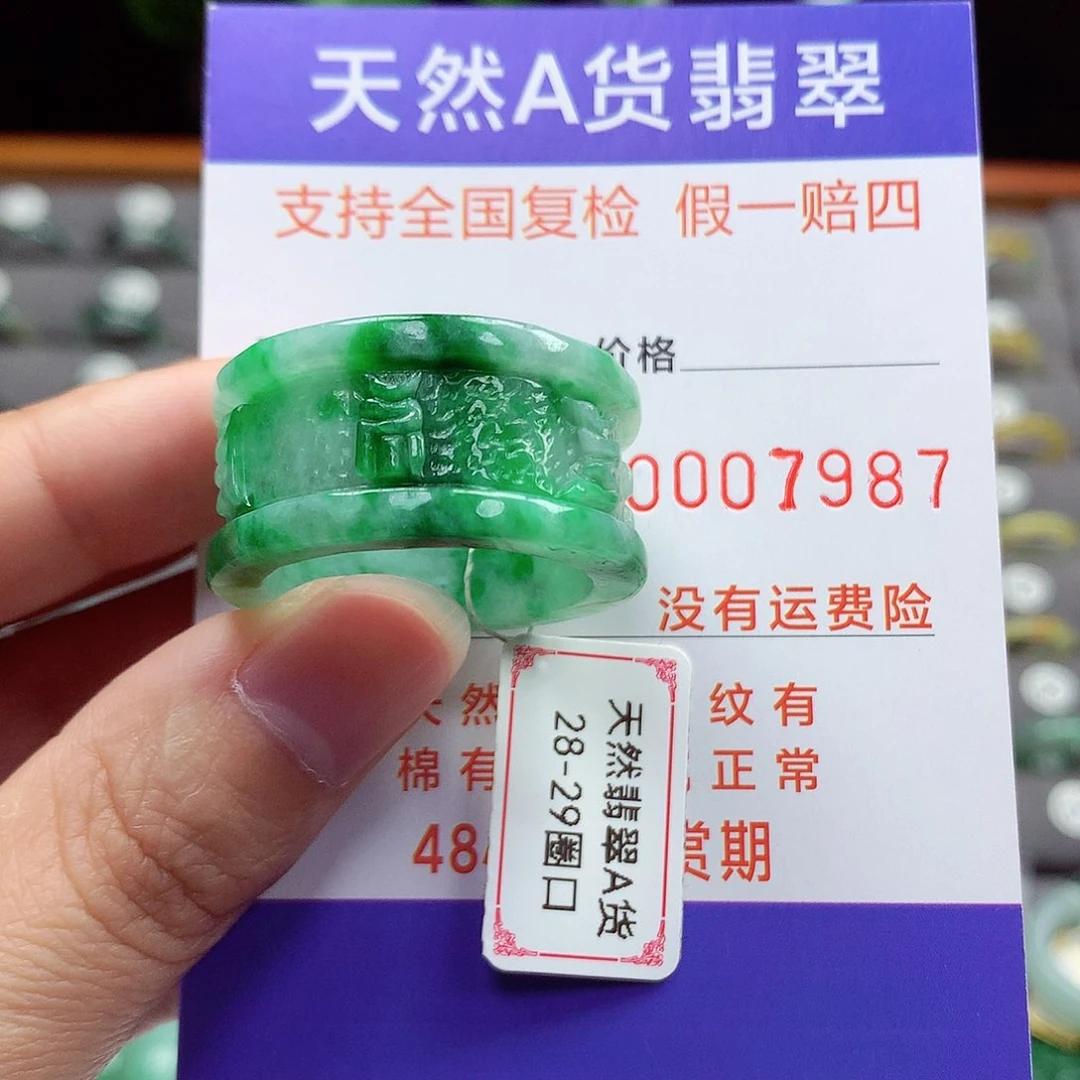 天然A货翡翠
支持全国复检 假一赔四
价格
0007987
没有运费险
然 纹有
棉有 正常
48 赏期
天然翡翠A货
28-29圈口